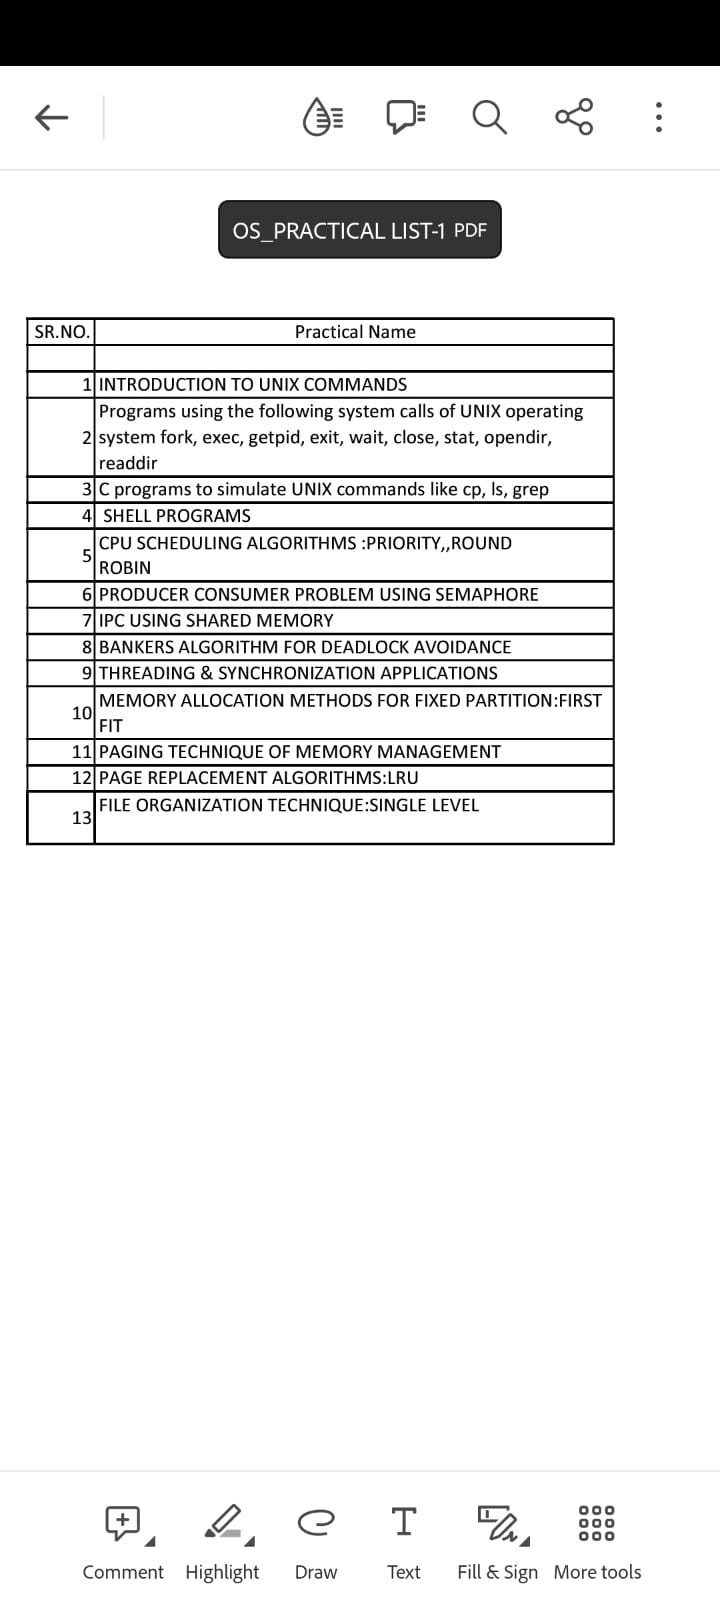 OS_PRACTICAL LIST-1 PDF
SR.NO. Practical Name
1 INTRODUCTION TO UNIX COMMANDS
Programs using the following system calls of UNIX operating
2 system fork, exec, getpid, exit, wait, close, stat, opendir,
readdir
3 C programs to simulate UNIX commands like cp, ls, grep
4 SHELL PROGRAMS
5 CPU SCHEDULING ALGORITHMS :PRIORITY,,ROUND
ROBIN
6 PRODUCER CONSUMER PROBLEM USING SEMAPHORE
7 IPC USING SHARED MEMORY
8 BANKERS ALGORITHM FOR DEADLOCK AVOIDANCE
9 THREADING & SYNCHRONIZATION APPLICATIONS
10 MEMORY ALLOCATION METHODS FOR FIXED PARTITION:FIRST
FIT
11 PAGING TECHNIQUE OF MEMORY MANAGEMENT
12 PAGE REPLACEMENT ALGORITHMS:LRU
13 FILE ORGANIZATION TECHNIQUE:SINGLE LEVEL
Comment Highlight Draw Text Fill & Sign More tools